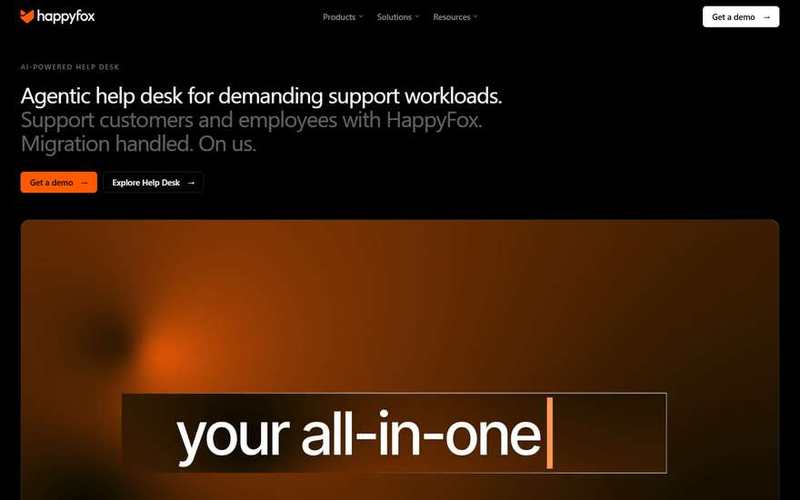 happyfox
Products
Solutions
Resources
Get a demo →
AI-POWERED HELP DESK
Agentic help desk for demanding support workloads.
Support customers and employees with HappyFox.
Migration handled. On us.
Get a demo →
Explore Help Desk →
your all-in-one